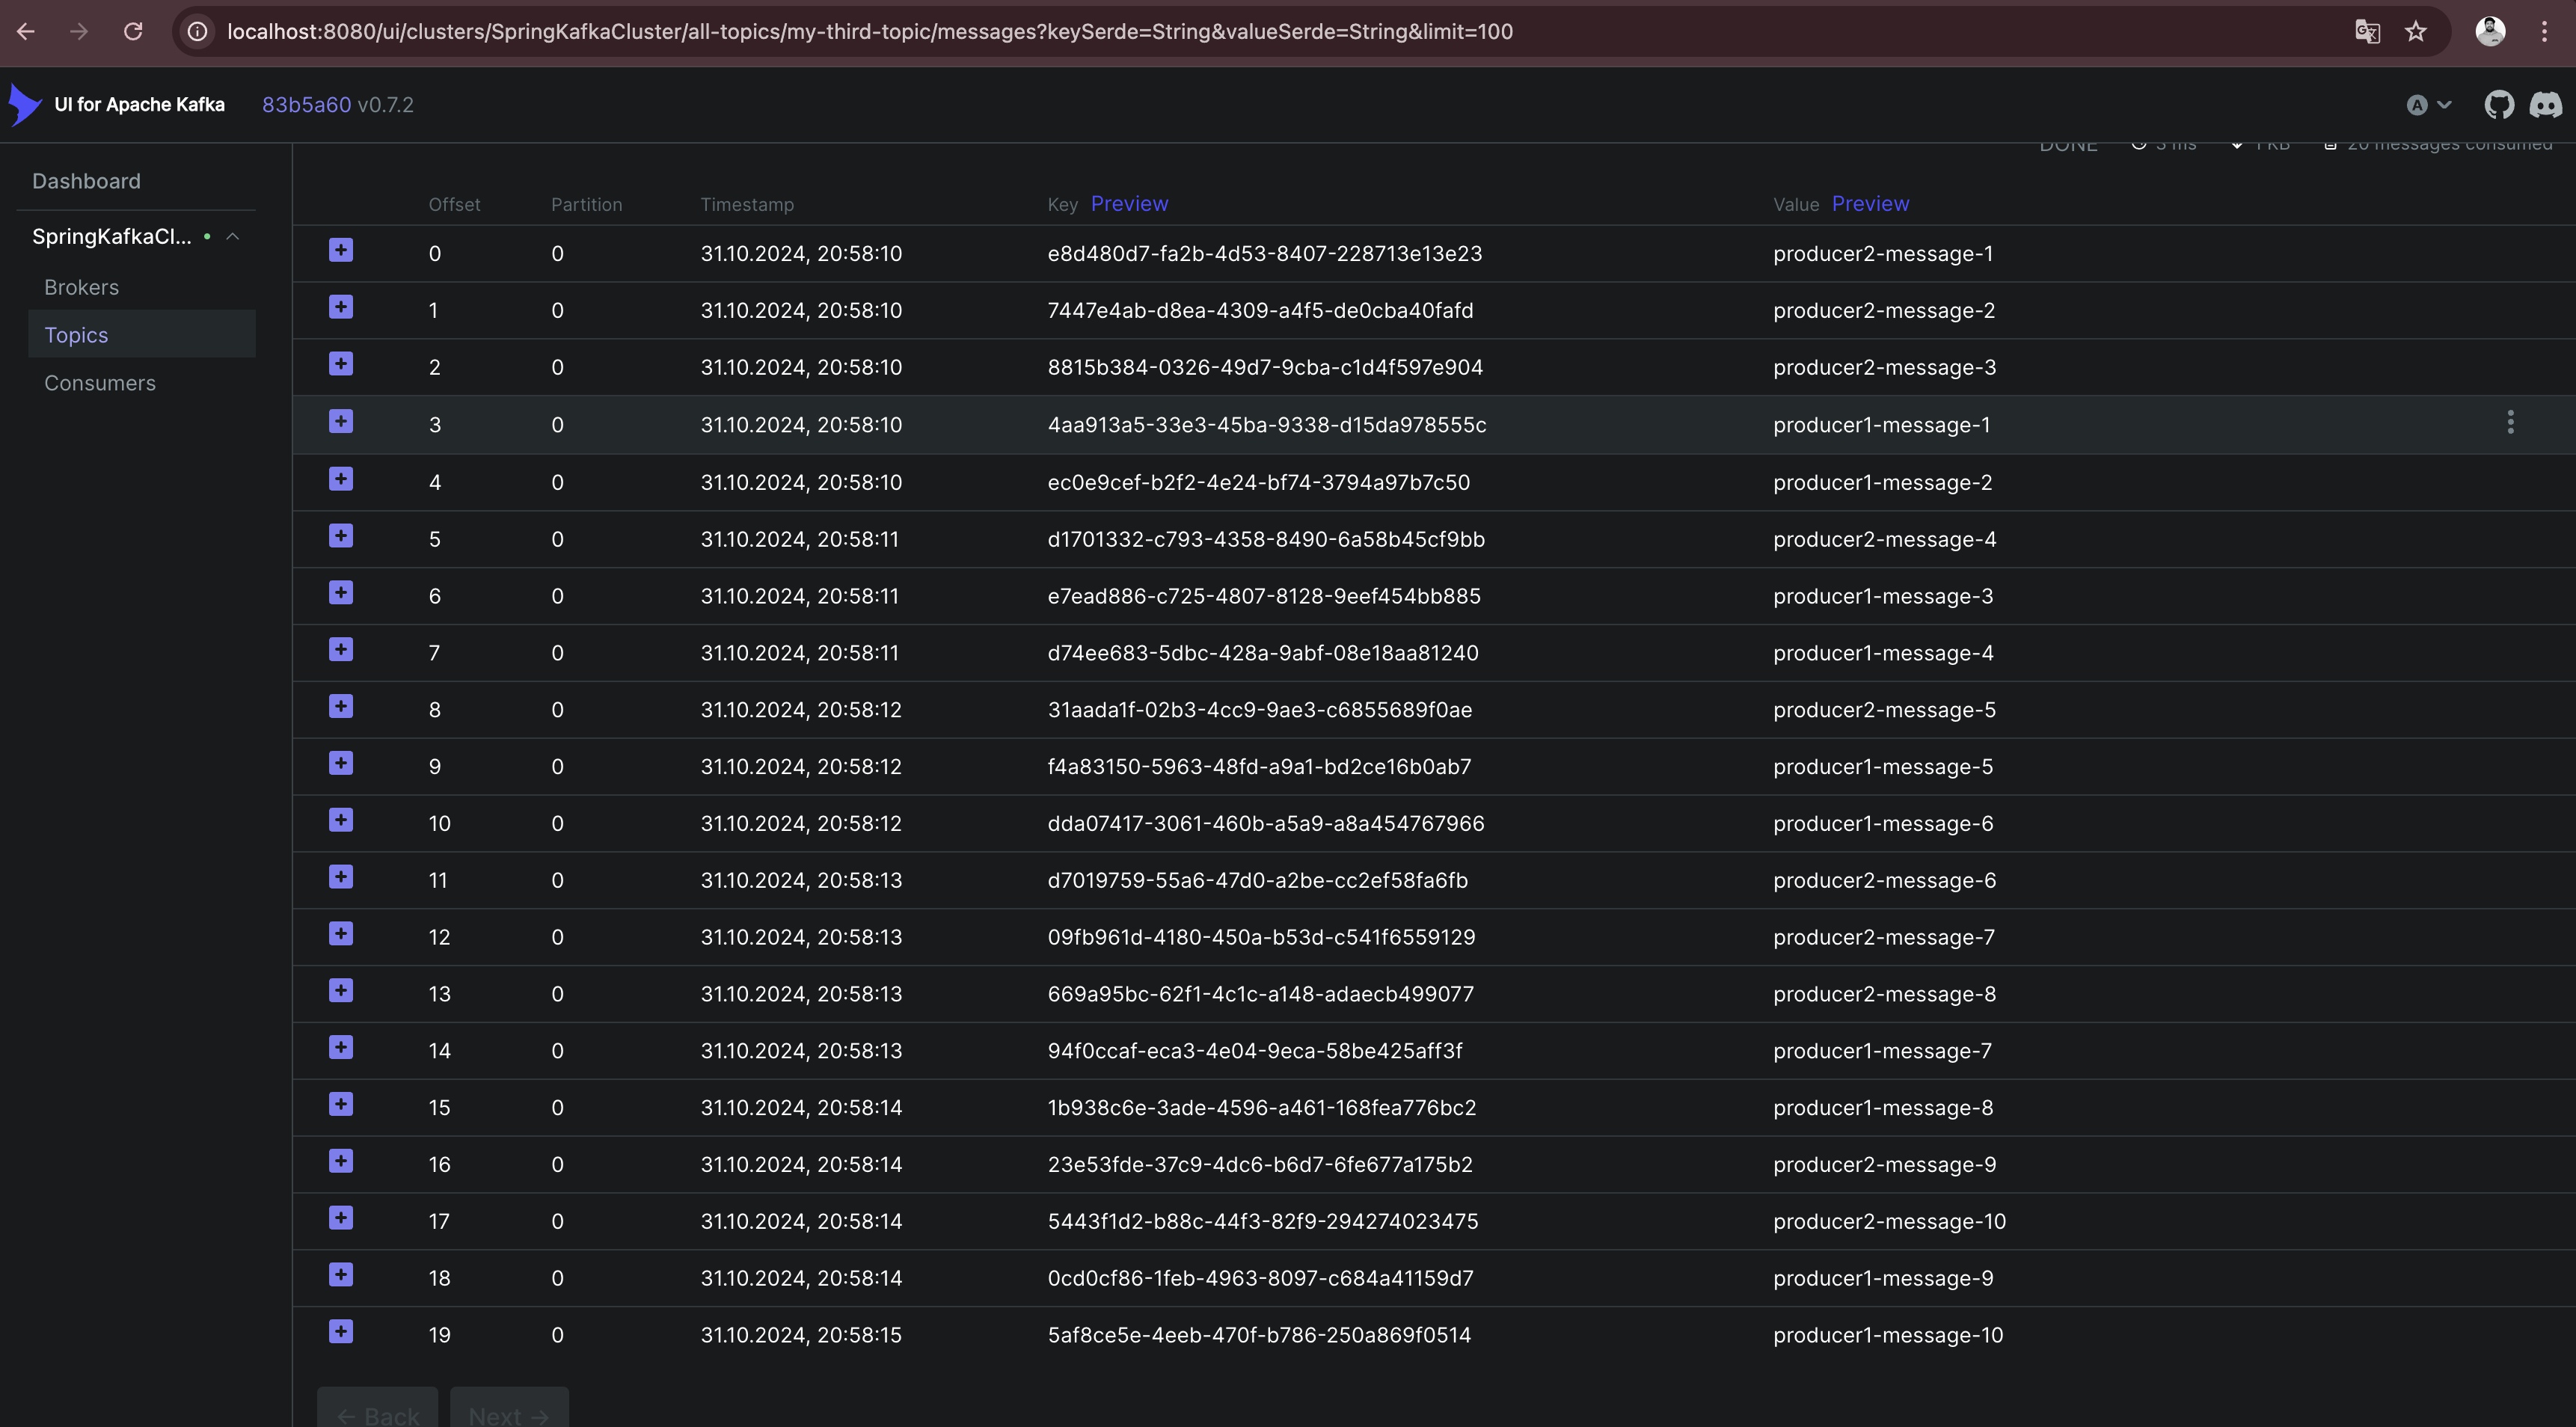 localhost:8080/ui/clusters/SpringKafkaCluster/all-topics/my-third-topic/messages?keySerde=String&valueSerde=String&limit=100
UI for Apache Kafka 83b5a60 v0.7.2 A
DONE 3 ms 1 KB 20 messages consumed
Dashboard
SpringKafkaCl...
Brokers
Topics
Consumers
Offset Partition Timestamp Key Preview Value Preview
0 0 31.10.2024, 20:58:10 e8d480d7-fa2b-4d53-8407-228713e13e23 producer2-message-1
1 0 31.10.2024, 20:58:10 7447e4ab-d8ea-4309-a4f5-de0cba40fafd producer2-message-2
2 0 31.10.2024, 20:58:10 8815b384-0326-49d7-9cba-c1d4f597e904 producer2-message-3
3 0 31.10.2024, 20:58:10 4aa913a5-33e3-45ba-9338-d15da978555c producer1-message-1
4 0 31.10.2024, 20:58:10 ec0e9cef-b2f2-4e24-bf74-3794a97b7c50 producer1-message-2
5 0 31.10.2024, 20:58:11 d1701332-c793-4358-8490-6a58b45cf9bb producer2-message-4
6 0 31.10.2024, 20:58:11 e7ead886-c725-4807-8128-9eef454bb885 producer1-message-3
7 0 31.10.2024, 20:58:11 d74ee683-5dbc-428a-9abf-08e18aa81240 producer1-message-4
8 0 31.10.2024, 20:58:12 31aada1f-02b3-4cc9-9ae3-c6855689f0ae producer2-message-5
9 0 31.10.2024, 20:58:12 f4a83150-5963-48fd-a9a1-bd2ce16b0ab7 producer1-message-5
10 0 31.10.2024, 20:58:12 dda07417-3061-460b-a5a9-a8a454767966 producer1-message-6
11 0 31.10.2024, 20:58:13 d7019759-55a6-47d0-a2be-cc2ef58fa6fb producer2-message-6
12 0 31.10.2024, 20:58:13 09fb961d-4180-450a-b53d-c541f6559129 producer2-message-7
13 0 31.10.2024, 20:58:13 669a95bc-62f1-4c1c-a148-adaecb499077 producer2-message-8
14 0 31.10.2024, 20:58:13 94f0ccaf-eca3-4e04-9eca-58be425aff3f producer1-message-7
15 0 31.10.2024, 20:58:14 1b938c6e-3ade-4596-a461-168fea776bc2 producer1-message-8
16 0 31.10.2024, 20:58:14 23e53fde-37c9-4dc6-b6d7-6fe677a175b2 producer2-message-9
17 0 31.10.2024, 20:58:14 5443f1d2-b88c-44f3-82f9-294274023475 producer2-message-10
18 0 31.10.2024, 20:58:14 0cd0cf86-1feb-4963-8097-c684a41159d7 producer1-message-9
19 0 31.10.2024, 20:58:15 5af8ce5e-4eeb-470f-b786-250a869f0514 producer1-message-10
← Back Next →